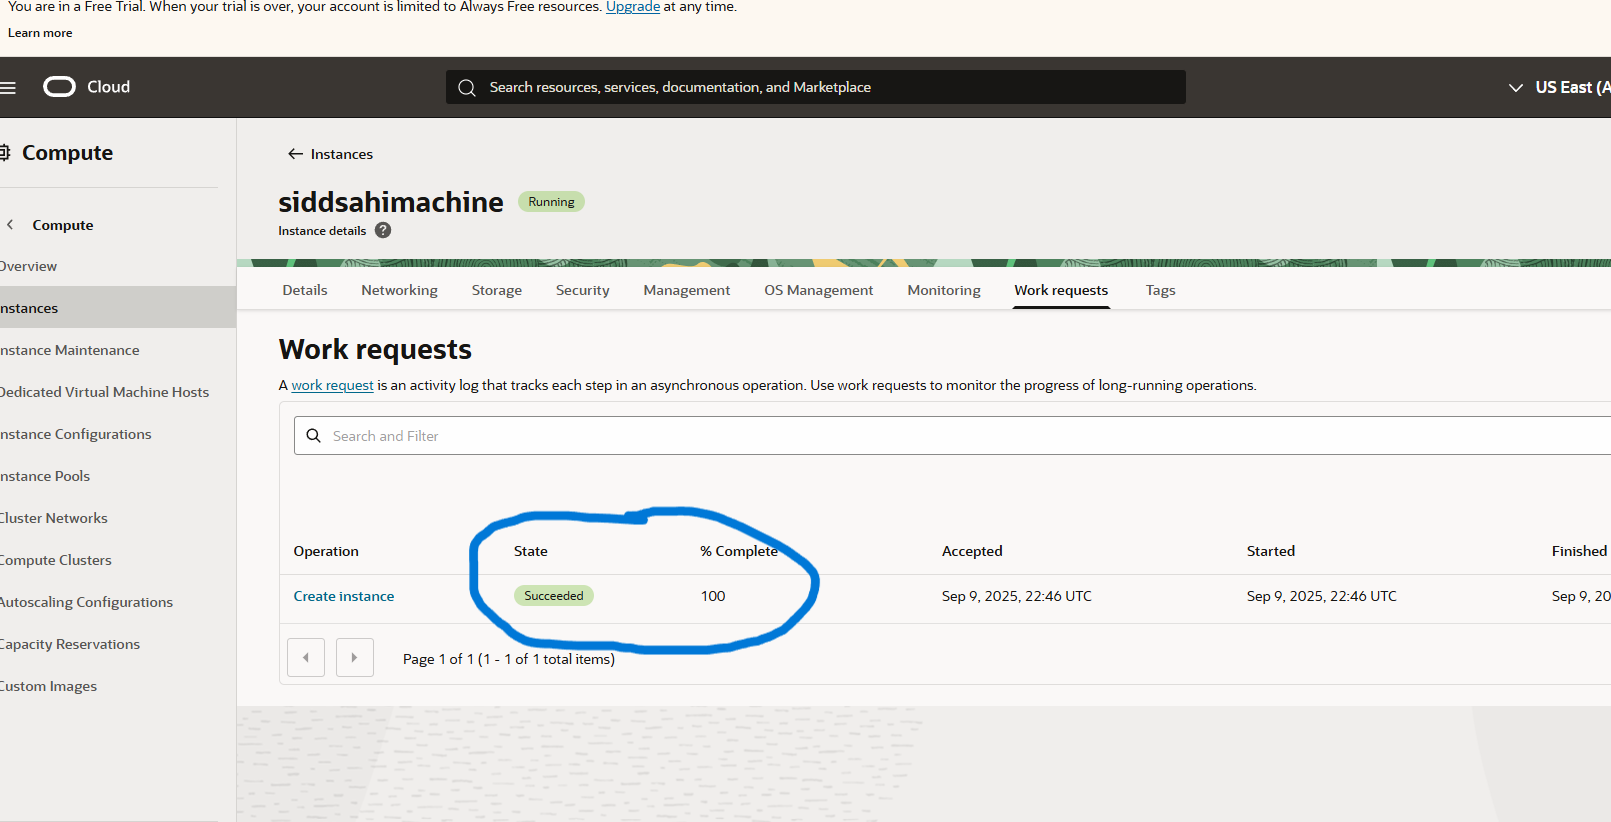 You are in a Free Trial. When your trial is over, your account is limited to Always Free resources. Upgrade at any time.
Learn more
Cloud
Search resources, services, documentation, and Marketplace
US East (A
Compute
Compute
Overview
nstances
nstance Maintenance
Dedicated Virtual Machine Hosts
nstance Configurations
nstance Pools
Cluster Networks
Compute Clusters
Autoscaling Configurations
Capacity Reservations
Custom Images
Instances
siddsahimachine Running
Instance details ?
Details Networking Storage Security Management OS Management Monitoring Work requests Tags
Work requests
A work request is an activity log that tracks each step in an asynchronous operation. Use work requests to monitor the progress of long-running operations.
Search and Filter
Operation State % Complete Accepted Started Finished
Create instance Succeeded 100 Sep 9, 2025, 22:46 UTC Sep 9, 2025, 22:46 UTC Sep 9, 20
Page 1 of 1 (1 - 1 of 1 total items)